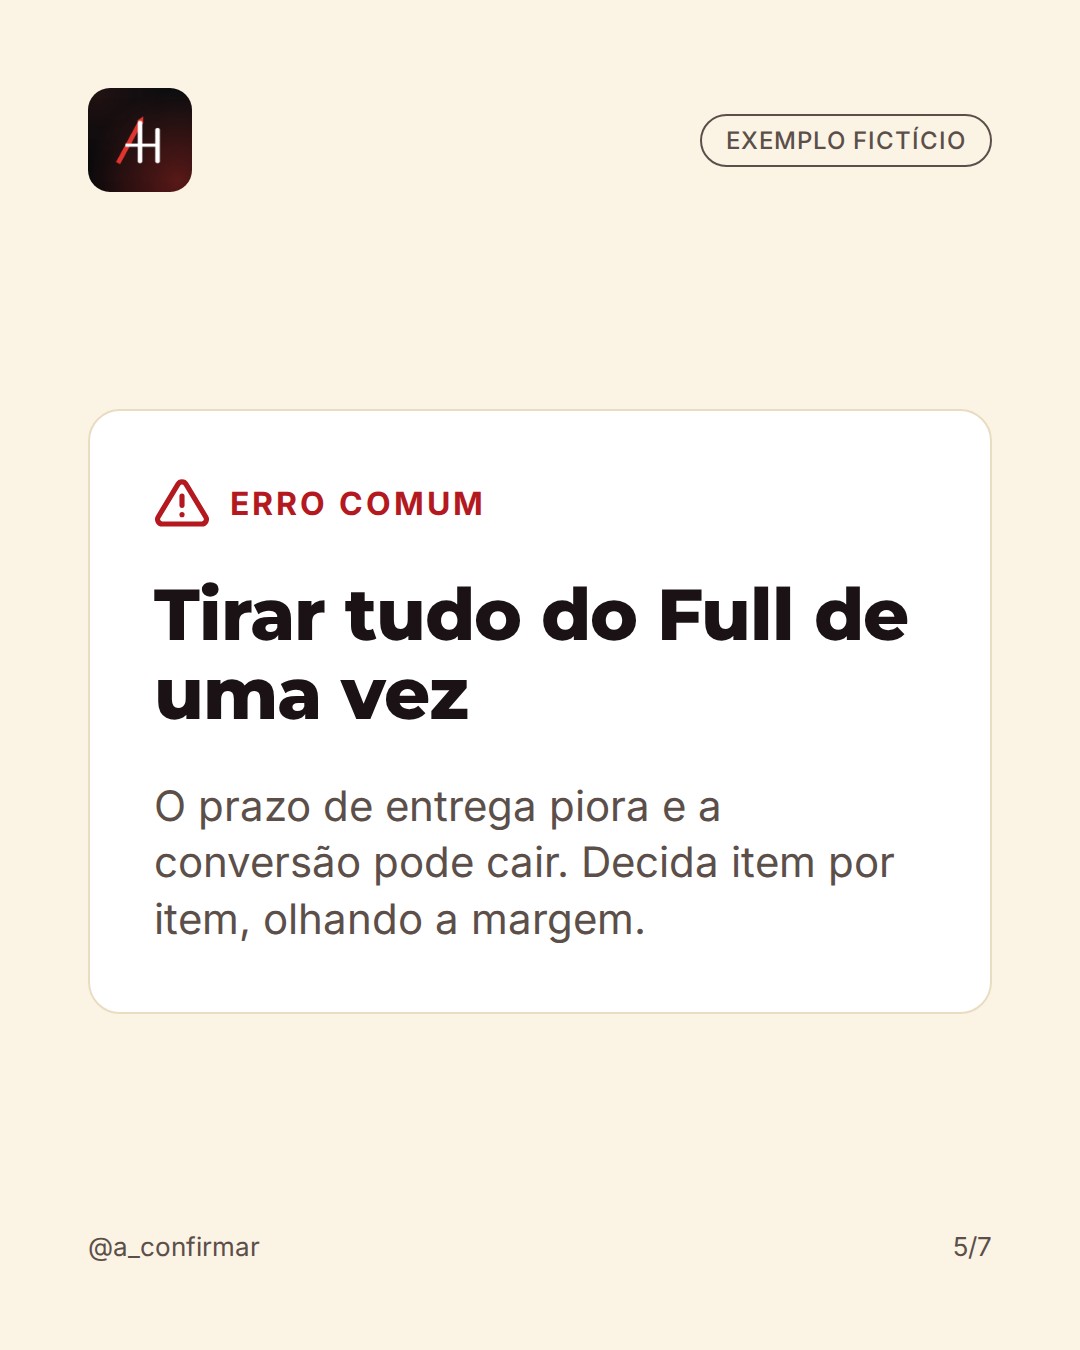 AH
EXEMPLO FICTÍCIO
ERRO COMUM
Tirar tudo do Full de
uma vez
O prazo de entrega piora e a
conversão pode cair. Decida item por
item, olhando a margem.
@a_confirmar
5/7